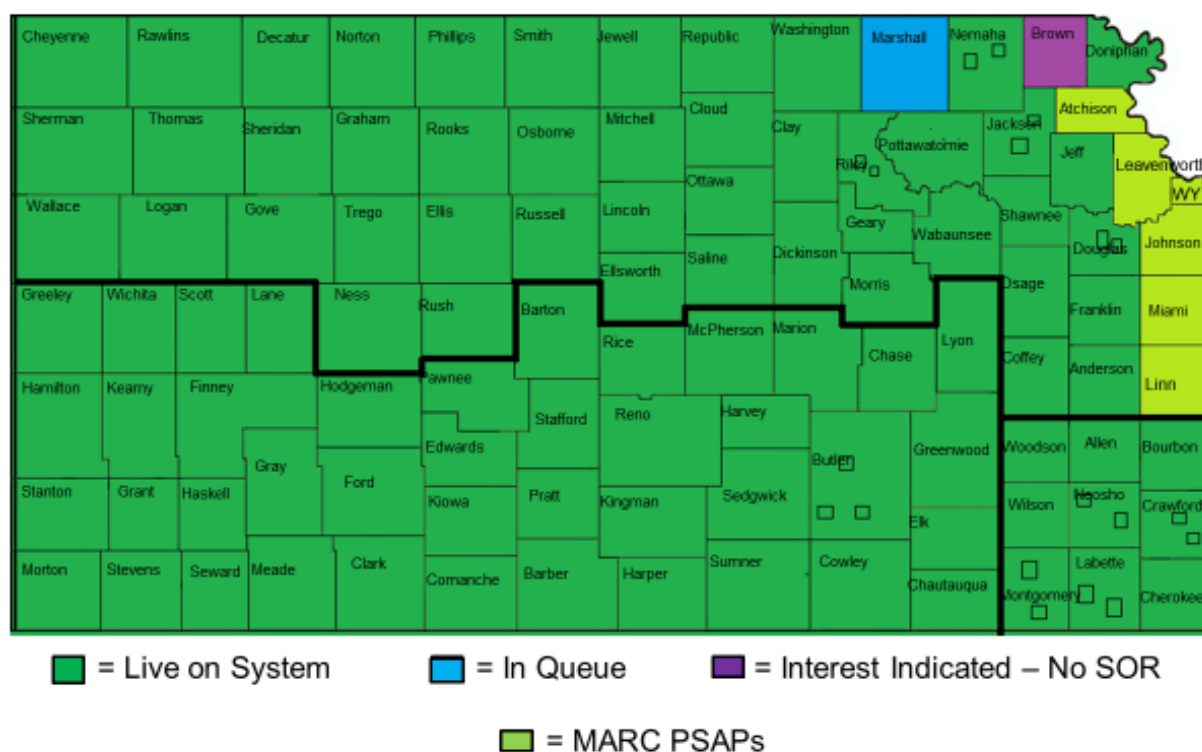 Cheyenne Rawlins Decatur Norton Phillips Smith Jewell Republic Washington Marshall Nemaha Brown Doniphan
Sherman Thomas Sheridan Graham Rooks Osborne Mitchell Cloud Clay Riley Pottawatomie Jackson Atchison
Jeff Leavenworth
WY
Wallace Logan Gove Trego Ellis Russell Lincoln Ottawa Geary Wabaunsee Shawnee Douglas Johnson
Ellsworth Saline Dickinson Morris Osage
Greeley Wichita Scott Lane Ness Rush Barton Rice McPherson Marion Chase Lyon Franklin Miami
Coffey Anderson Linn
Hamilton Kearny Finney Hodgeman Pawnee Stafford Reno Harvey Butler Greenwood Woodson Allen Bourbon
Stanton Grant Haskell Gray Ford Edwards Kiowa Pratt Kingman Sedgwick Elk Wilson Neosho Crawford
Morton Stevens Seward Meade Clark Comanche Barber Harper Sumner Cowley Chautauqua Montgomery Labette Cherokee
= Live on System
= In Queue
= Interest Indicated – No SOR
= MARC PSAPs